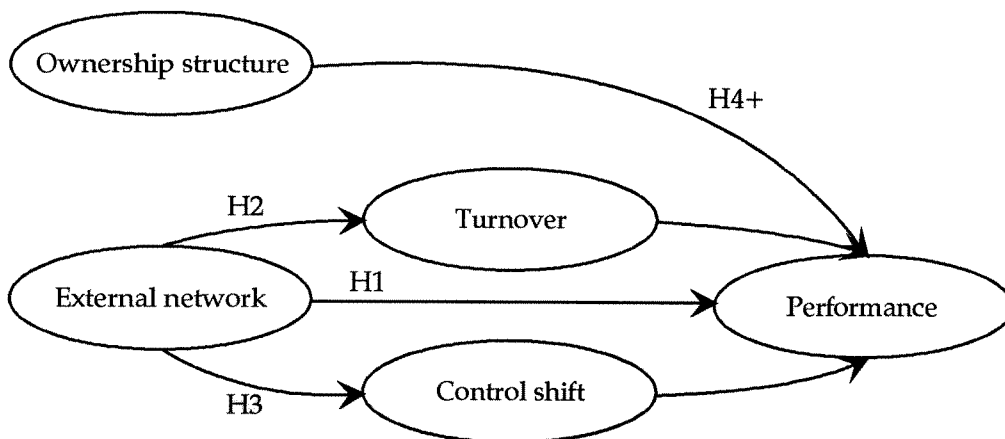 Ownership structure
H4+
H2
Turnover
External network
H1
Performance
H3
Control shift